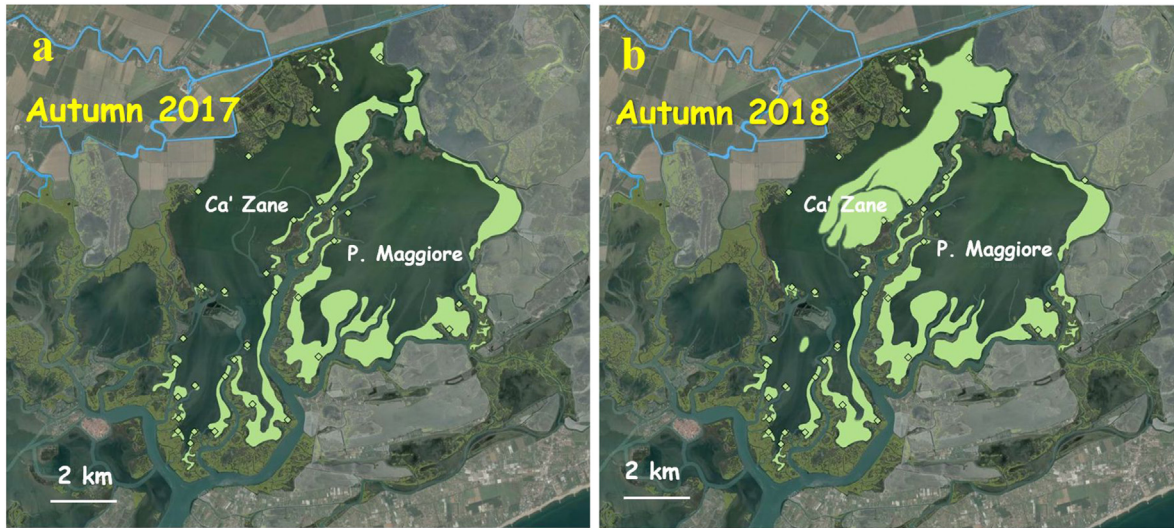 a
Autumn 2017
Ca' Zane
P. Maggiore
2 km
b
Autumn 2018
Ca' Zane
P. Maggiore
2 km